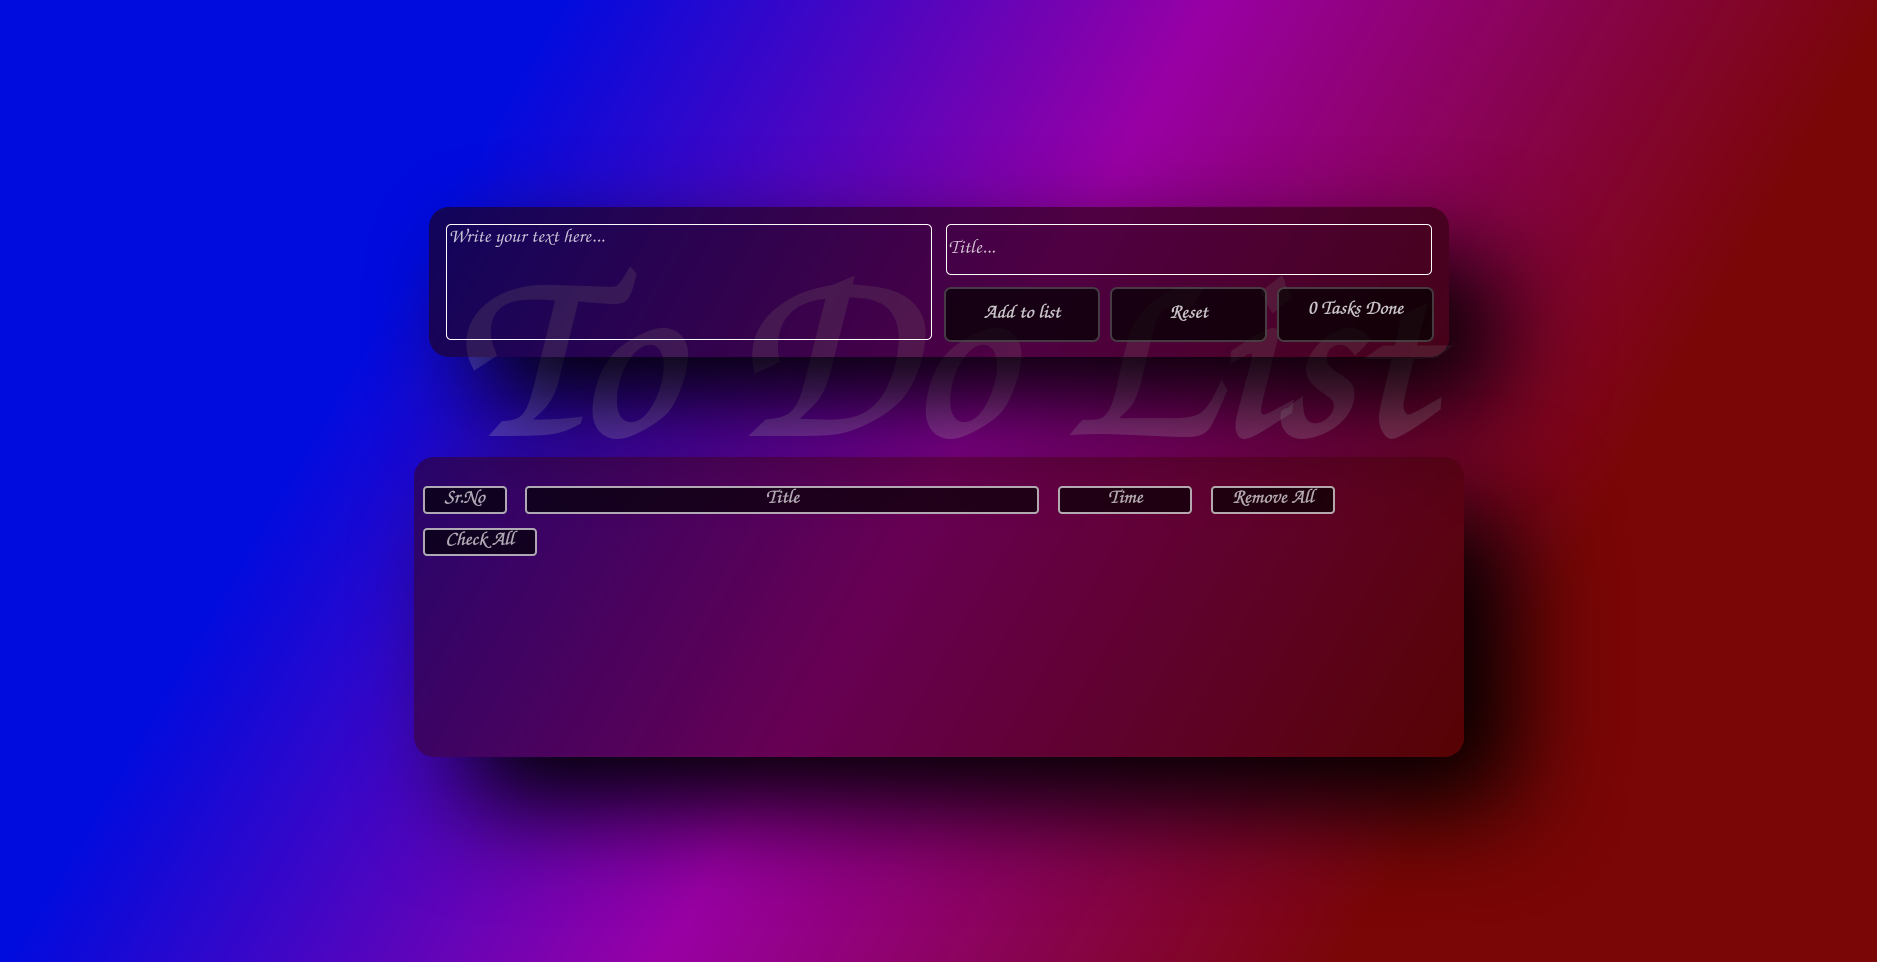 Write your text here...
Title...
Add to list
Reset
0 Tasks Done
To Do List
Sr.No
Title
Time
Remove All
Check All